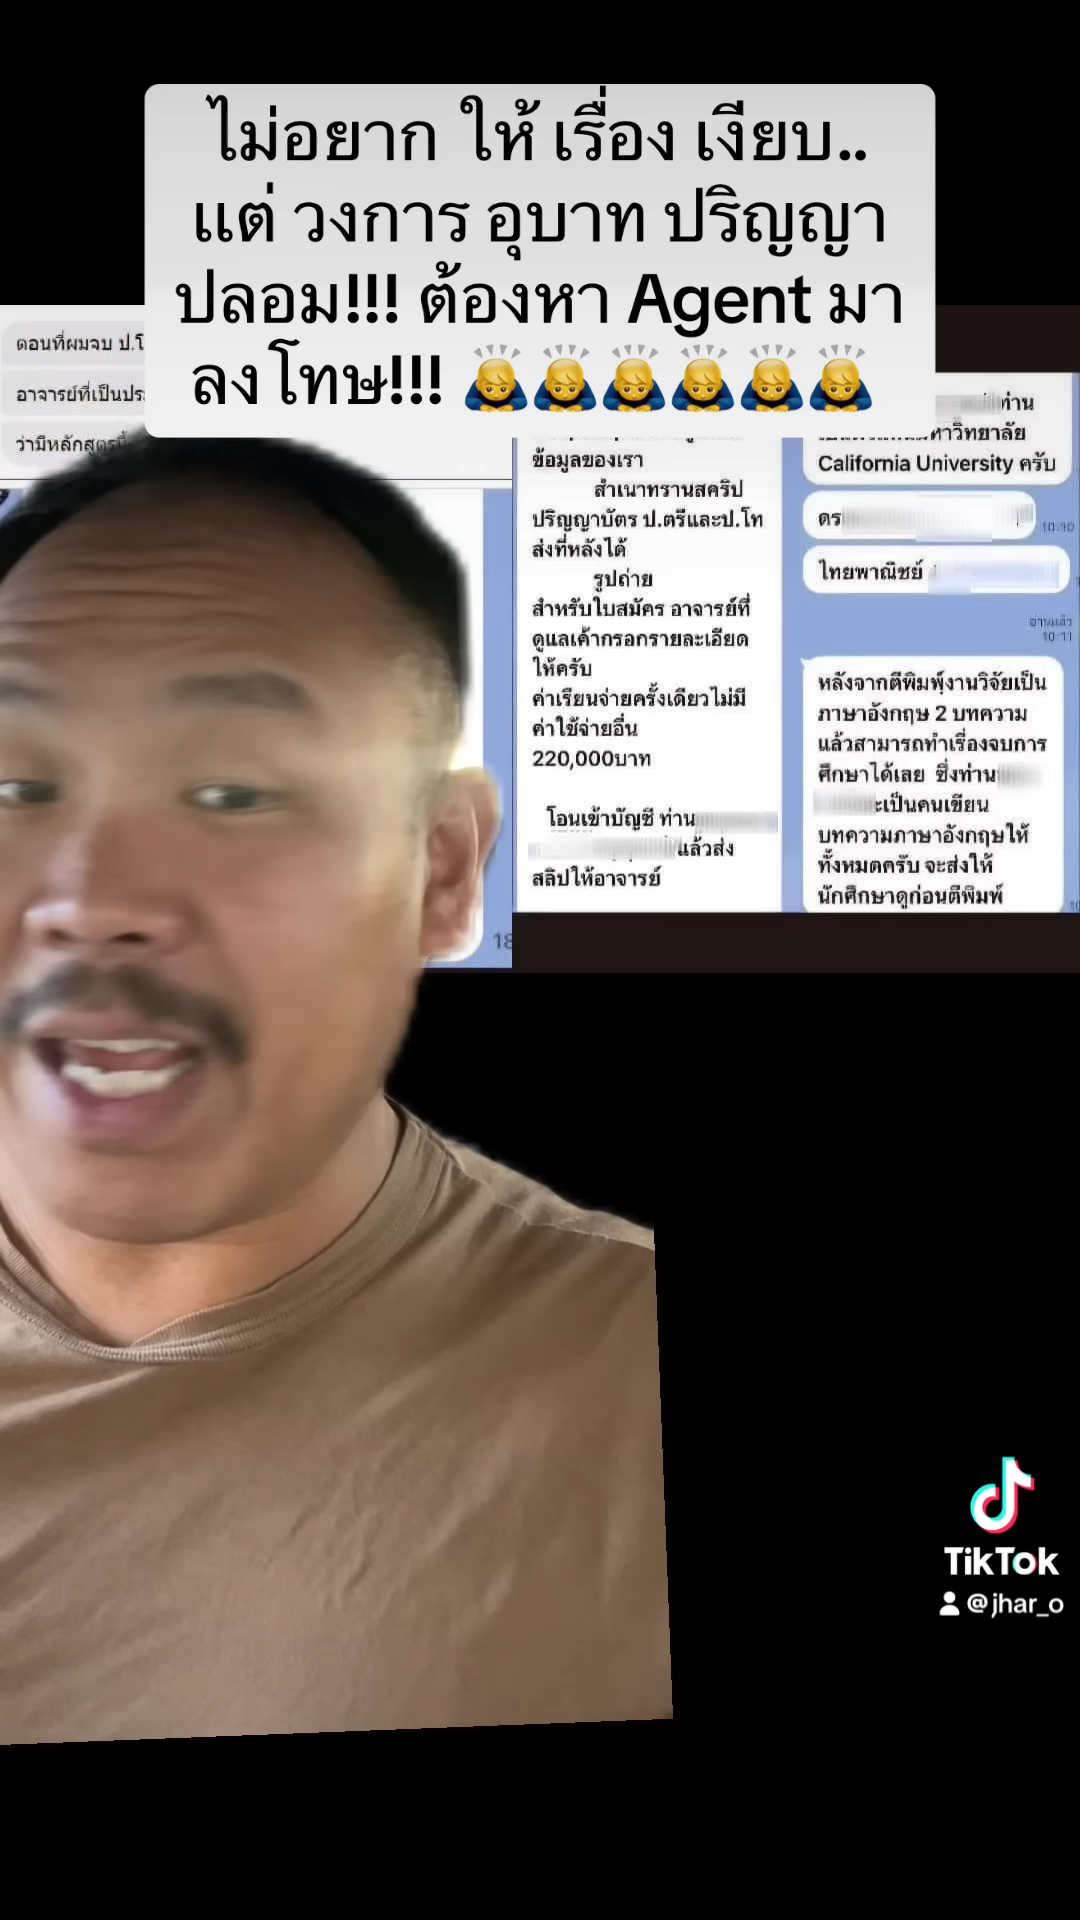 ไม่อยาก ให้ เรื่อง เงียบ..
แต่ วงการ อุบาท ปริญญา
ปลอม!!! ต้องหา Agent มา
ลงโทษ!!! 🙇🙇🙇🙇🙇🙇
ตอนที่ผมจบ ป.โ
อาจารย์ที่เป็นประ
ว่ามีหลักสูตรนี้
18
ข้อมูลของเรา
สำเนาทรานสคริป
ปริญญาบัตร ป.ตรีและป.โท
ส่งที่หลังได้
รูปถ่าย
สำหรับใบสมัคร อาจารย์ที่
ดูแลเค้ากรอกรายละเอียด
ให้ครับ
ค่าเรียนจ่ายครั้งเดียวไม่มี
ค่าใช้จ่ายอื่น
220,000บาท
โอนเข้าบัญชี ท่าน
แล้วส่ง
สลิปให้อาจารย์
ท่าน
มหาวิทยาลัย
California University ครับ
ดร
10:10
ไทยพาณิชย์
อ่านแล้ว
10:11
หลังจากตีพิมพ์งานวิจัยเป็น
ภาษาอังกฤษ 2 บทความ
แล้วสามารถทำเรื่องจบการ
ศึกษาได้เลย ซึ่งท่าน
จะเป็นคนเขียน
บทความภาษาอังกฤษให้
ทั้งหมดครับ จะส่งให้
นักศึกษาดูก่อนตีพิมพ์
TikTok
@jhar_o